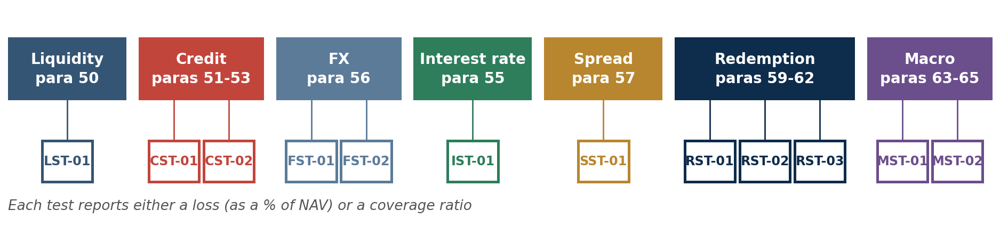 Liquidity
para 50
Credit
paras 51-53
FX
para 56
Interest rate
para 55
Spread
para 57
Redemption
paras 59-62
Macro
paras 63-65
LST-01
CST-01
CST-02
FST-01
FST-02
IST-01
SST-01
RST-01
RST-02
RST-03
MST-01
MST-02
Each test reports either a loss (as a % of NAV) or a coverage ratio